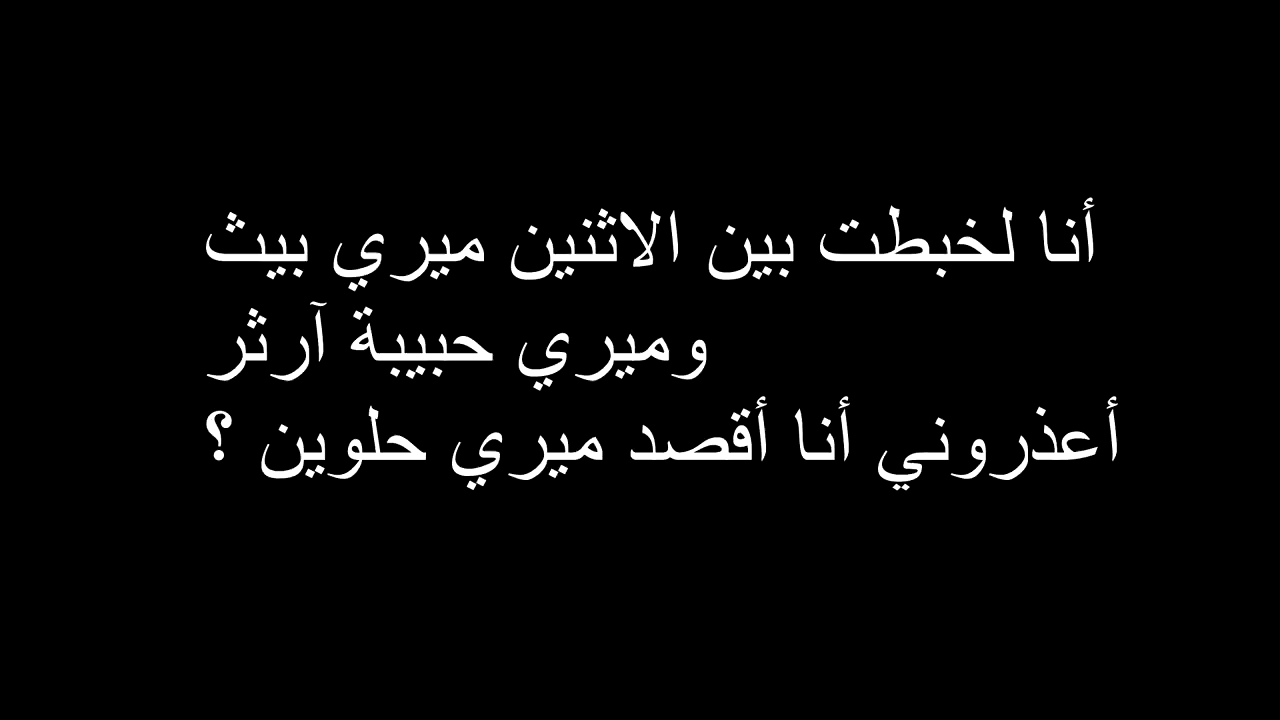 أنا لخبطت بين الاثنين ميري بيث
وميري حبيبة آرثر
أعذروني أنا أقصد ميري حلوين ؟